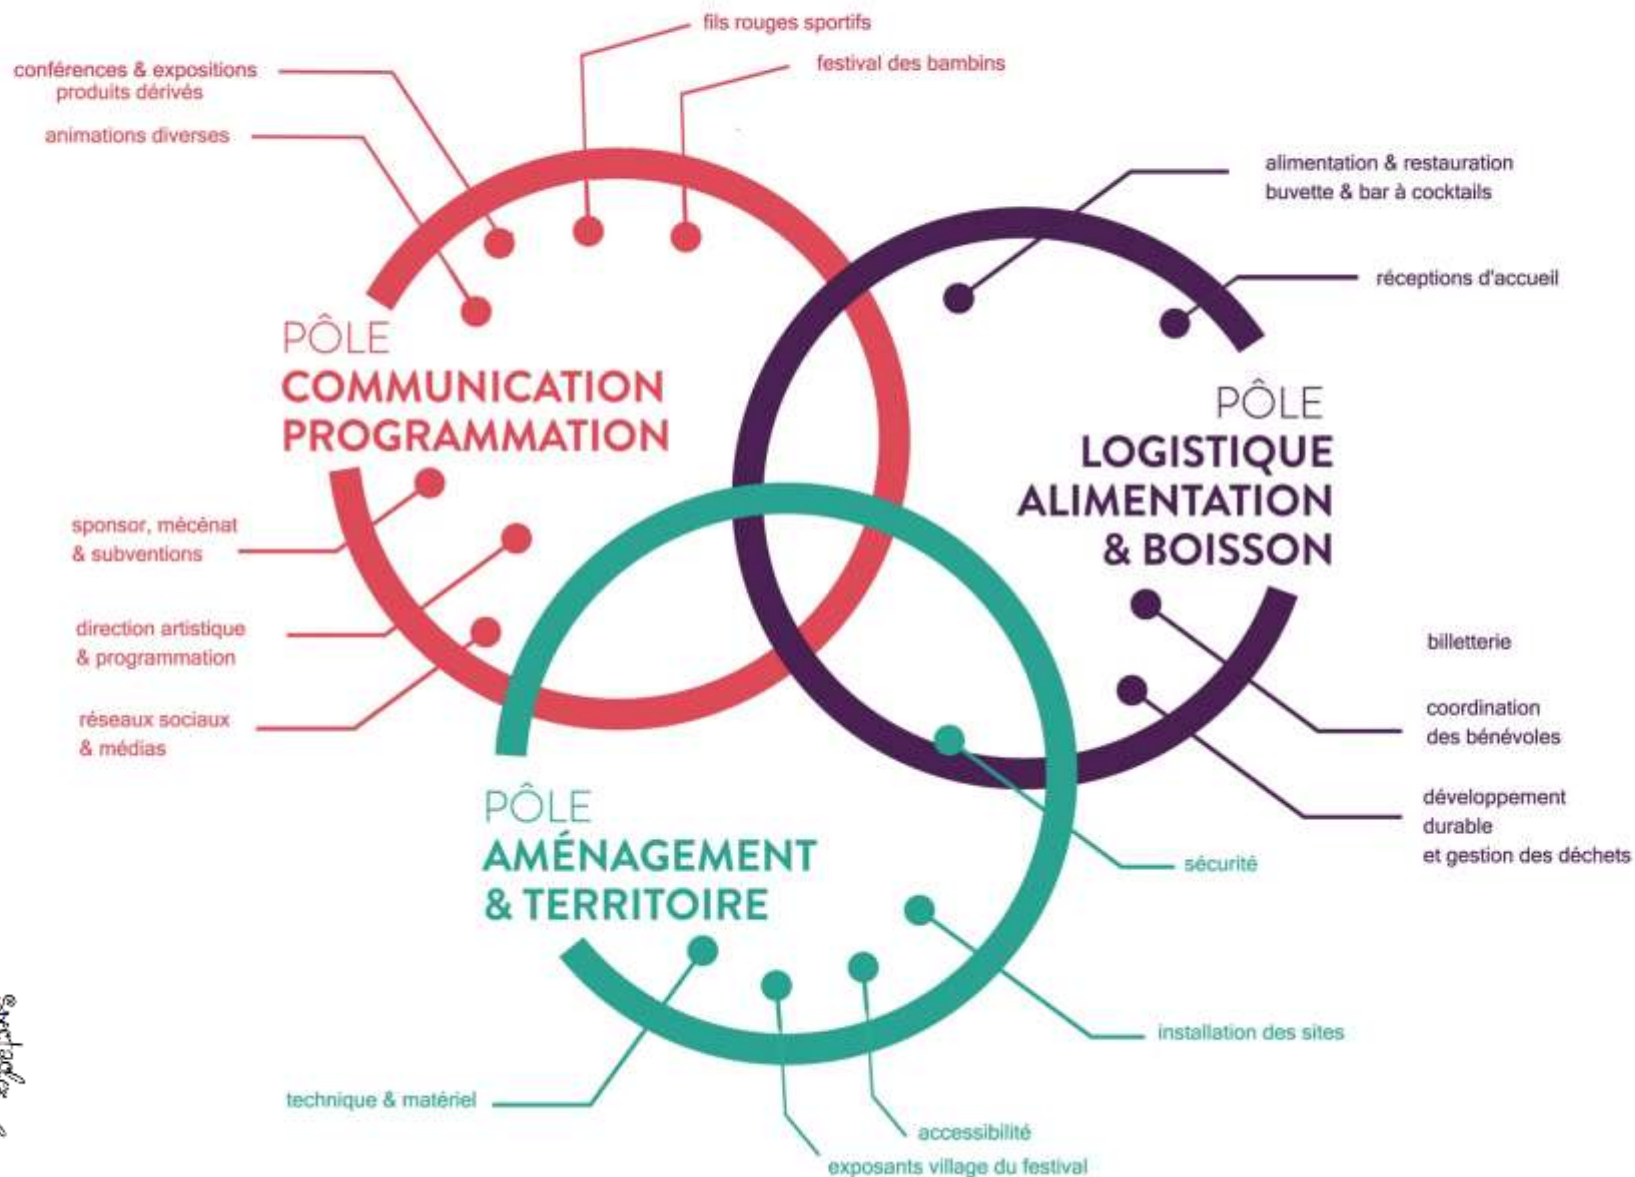 fils rouges sportifs
festival des bambins
conférences & expositions
produits dérivés
animations diverses
PÔLE
COMMUNICATION
PROGRAMMATION
sponsor, mécénat
& subventions
direction artistique
& programmation
réseaux sociaux
& médias
alimentation & restauration
buvette & bar à cocktails
réceptions d'accueil
PÔLE
LOGISTIQUE
ALIMENTATION
& BOISSON
billetterie
coordination
des bénévoles
développement
durable
et gestion des déchets
PÔLE
AMÉNAGEMENT
& TERRITOIRE
sécurité
installation des sites
technique & matériel
accessibilité
exposants village du festival